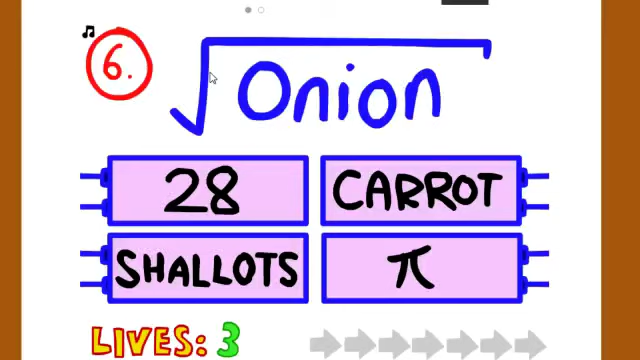 6.
√Onion
28
CARROT
SHALLOTS
π
LIVES: 3